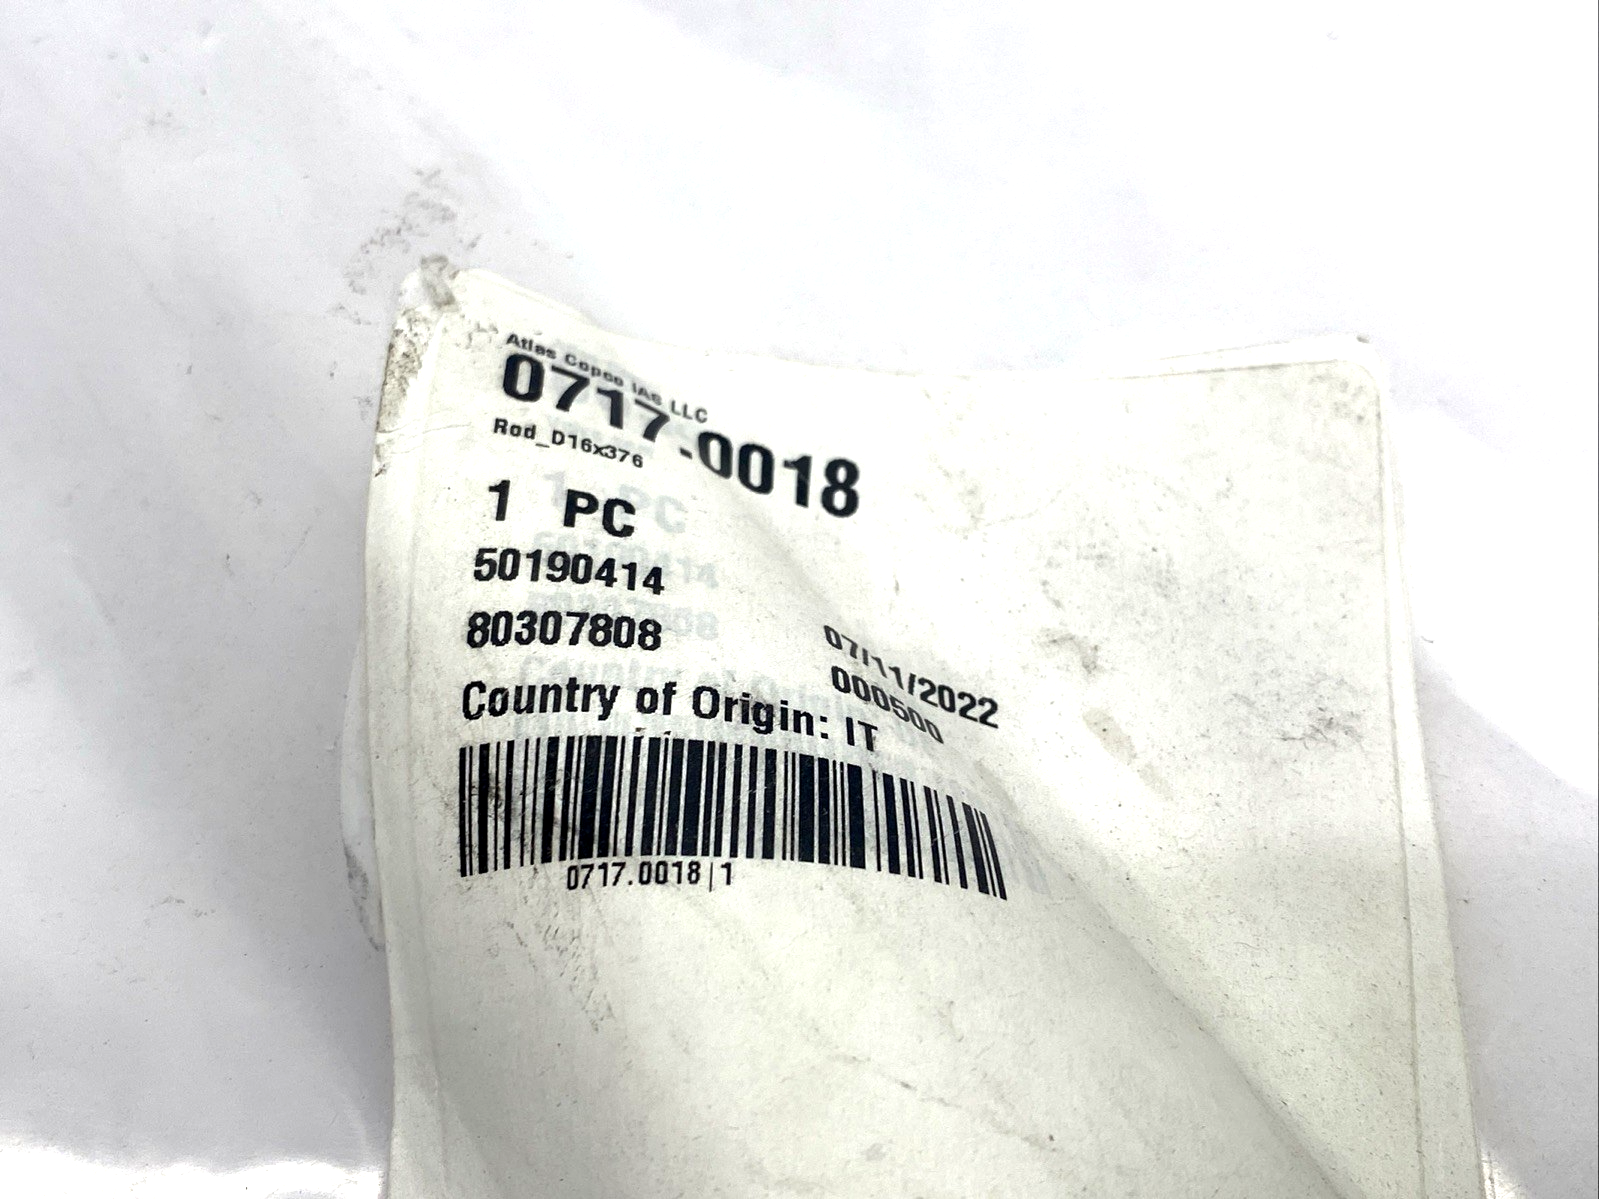 Atlas Copco IAS LLC
0717-0018
Rod_D16x376
1 PC
50190414
80307808
07/11/2022
000500
Country of Origin: IT
0717.0018|1